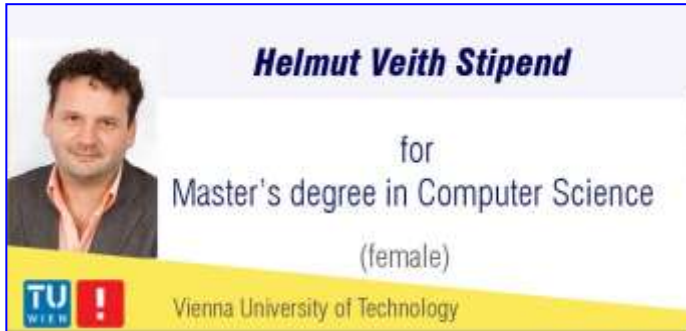 Helmut Veith Stipend
for
Master's degree in Computer Science
(female)
TU
WIEN
!
Vienna University of Technology